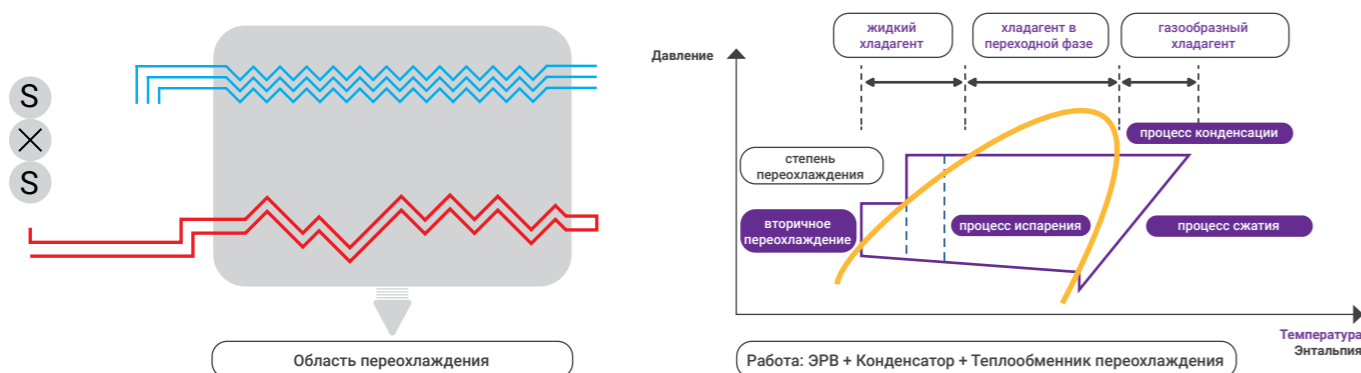 S
X
S
Область переохлаждения
Давление
жидкий
хладагент
хладагент в
переходной фазе
газообразный
хладагент
процесс конденсации
степень
переохлаждения
вторичное
переохлаждение
процесс испарения
процесс сжатия
Температура
Энтальпия
Работа: ЭРВ + Конденсатор + Теплообменник переохлаждения